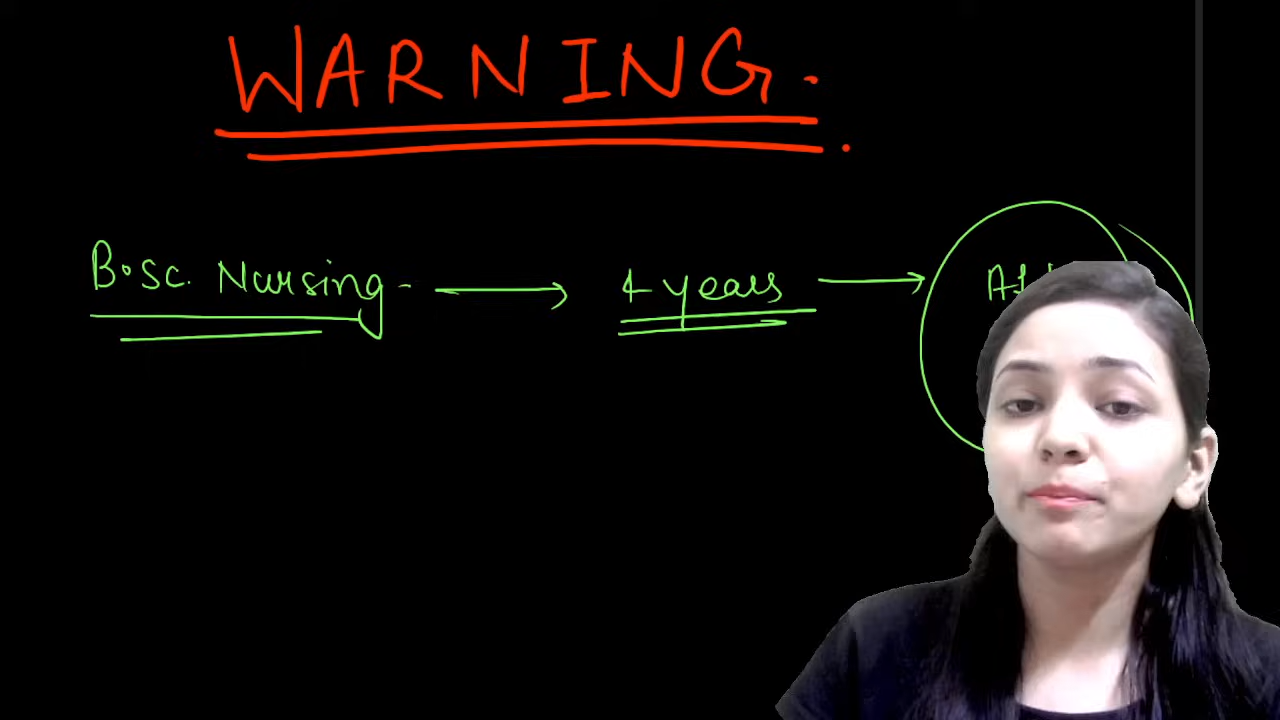 WARNING.
B.Sc. Nursing - → 4 years →